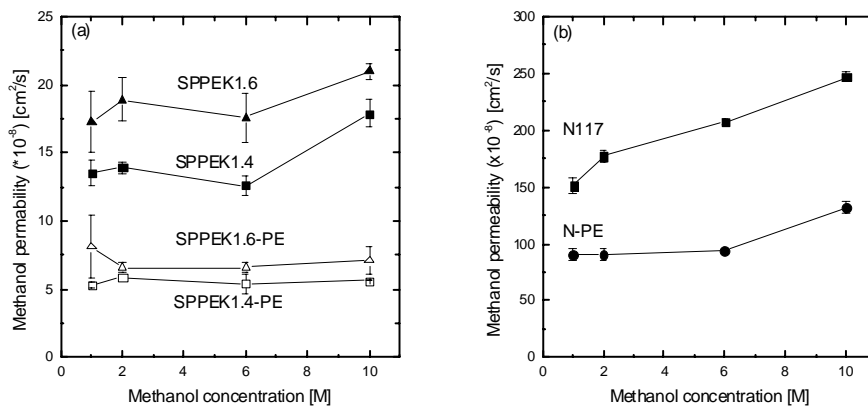 (a)
Methanol permability (*10⁻⁸) [cm²/s]
25
20
15
10
5
0
SPPEK1.6
SPPEK1.4
SPPEK1.6-PE
SPPEK1.4-PE
0 2 4 6 8 10
Methanol concentration [M]
(b)
Methanol permeability (x10⁻⁸) [cm²/s]
300
250
200
150
100
50
0
N117
N-PE
0 2 4 6 8 10
Methanol concentration [M]